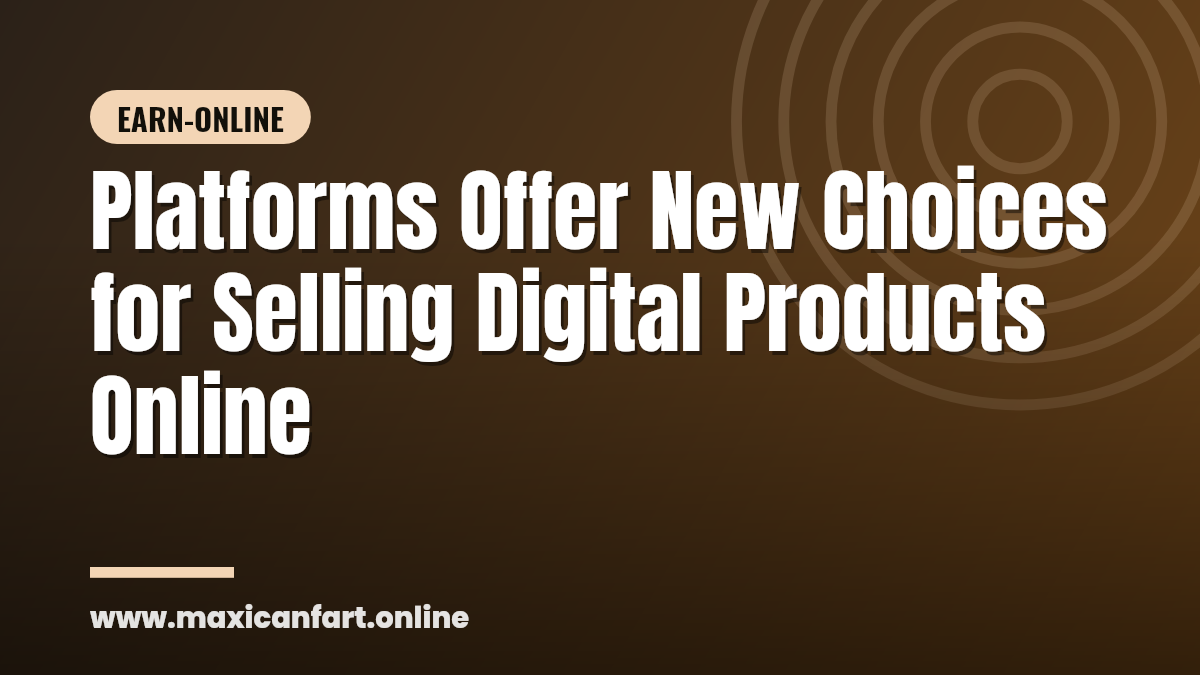 EARN-ONLINE
Platforms Offer New Choices
for Selling Digital Products
Online
www.maxicanfart.online